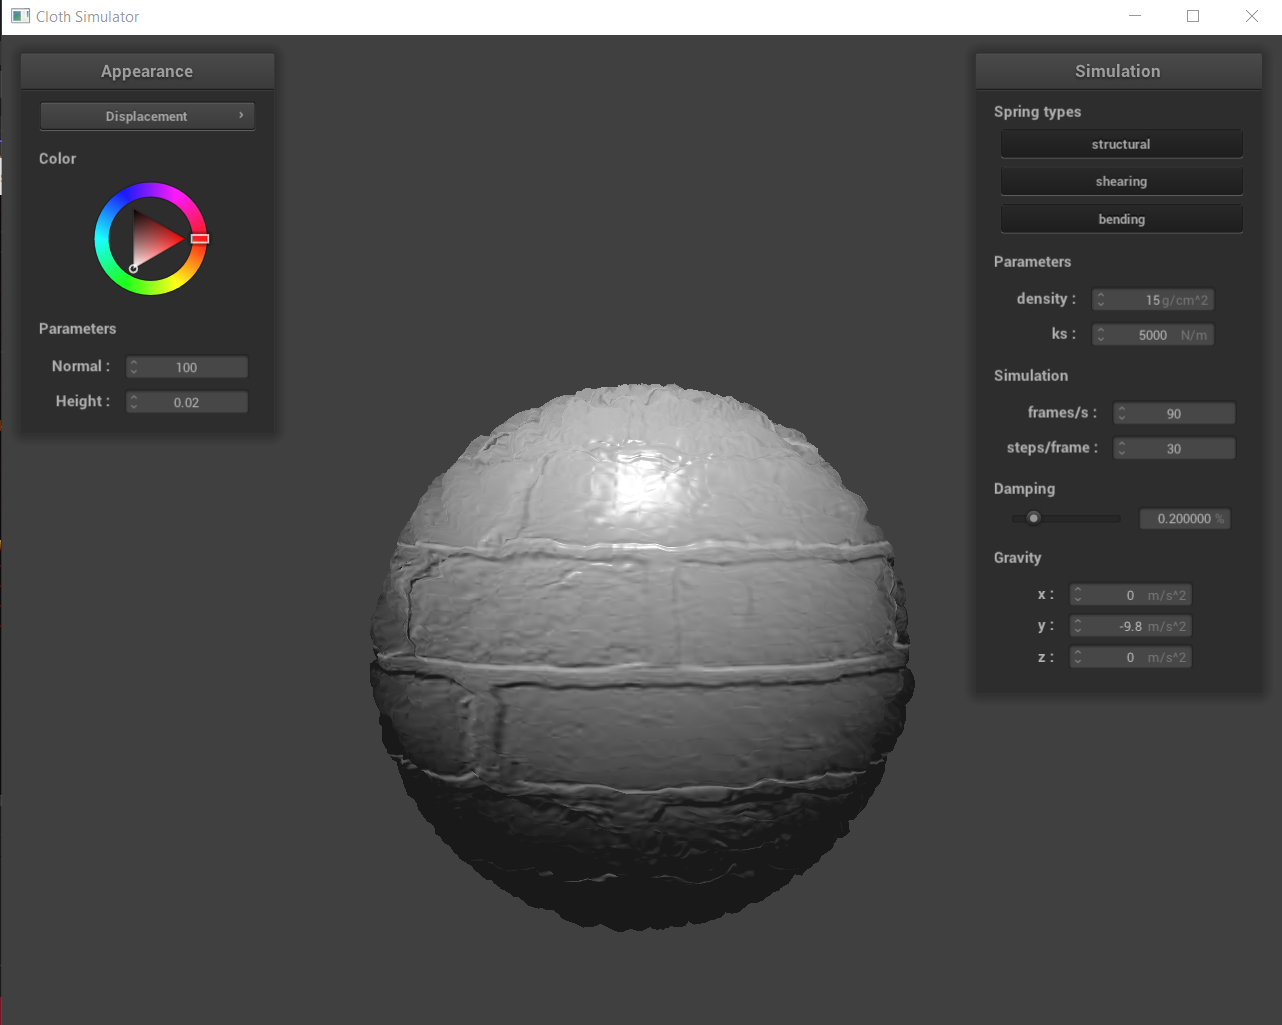 Cloth Simulator
Appearance
Displacement ›
Color
Parameters
Normal : 100
Height : 0.02
Simulation
Spring types
structural
shearing
bending
Parameters
density : 15 g/cm^2
ks : 5000 N/m
Simulation
frames/s : 90
steps/frame : 30
Damping
0.200000 %
Gravity
x : 0 m/s^2
y : -9.8 m/s^2
z : 0 m/s^2